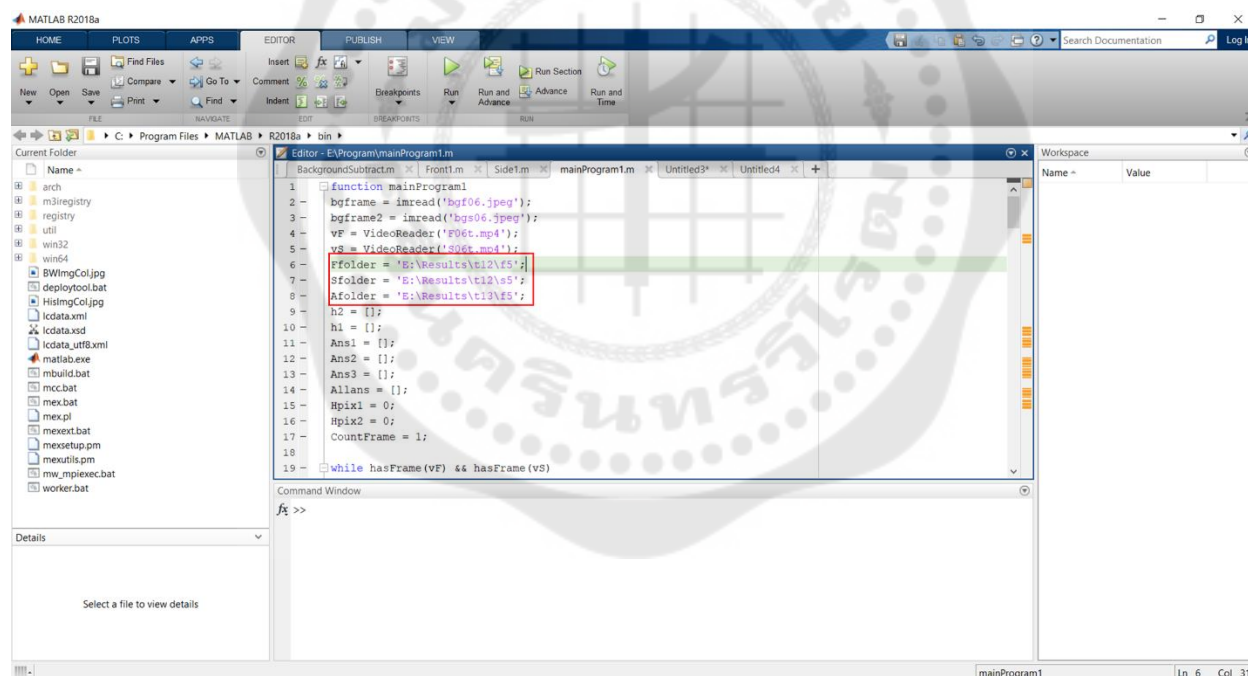 MATLAB R2018a
HOME PLOTS APPS EDITOR PUBLISH VIEW Search Documentation Log In
New Open Save Find Files Compare Print Go To Find Insert Comment Indent Breakpoints Run Run and Advance Run Section Advance Run and Time
FILE NAVIGATE EDIT BREAKPOINTS RUN
C: Program Files MATLAB R2018a bin
Current Folder
Name
arch
m3iregistry
registry
util
win32
win64
BWImgCol.jpg
deploytool.bat
HisImgCol.jpg
lcdata.xml
lcdata.xsd
lcdata_utf8.xml
matlab.exe
mbuild.bat
mcc.bat
mex.bat
mex.pl
mexext.bat
mexsetup.pm
mexutils.pm
mw_mpiexec.bat
worker.bat
Details
Select a file to view details
Editor - E:\Program\mainProgram1.m
BackgroundSubtract.m Front1.m Side1.m mainProgram1.m Untitled3* Untitled4
1 function mainProgram1
2 - bgframe = imread('bgf06.jpeg');
3 - bgframe2 = imread('bgs06.jpeg');
4 - vF = VideoReader('F06t.mp4');
5 - vS = VideoReader('S06t.mp4');
6 - Ffolder = 'E:\Results\t12\f5';
7 - Sfolder = 'E:\Results\t12\s5';
8 - Afolder = 'E:\Results\t13\f5';
9 - h2 = [];
10 - h1 = [];
11 - Ans1 = [];
12 - Ans2 = [];
13 - Ans3 = [];
14 - Allans = [];
15 - Hpix1 = 0;
16 - Hpix2 = 0;
17 - CountFrame = 1;
18
19 - while hasFrame(vF) && hasFrame(vS)
Command Window
fx >>
Workspace
Name Value
mainProgram1 Ln 6 Col 31